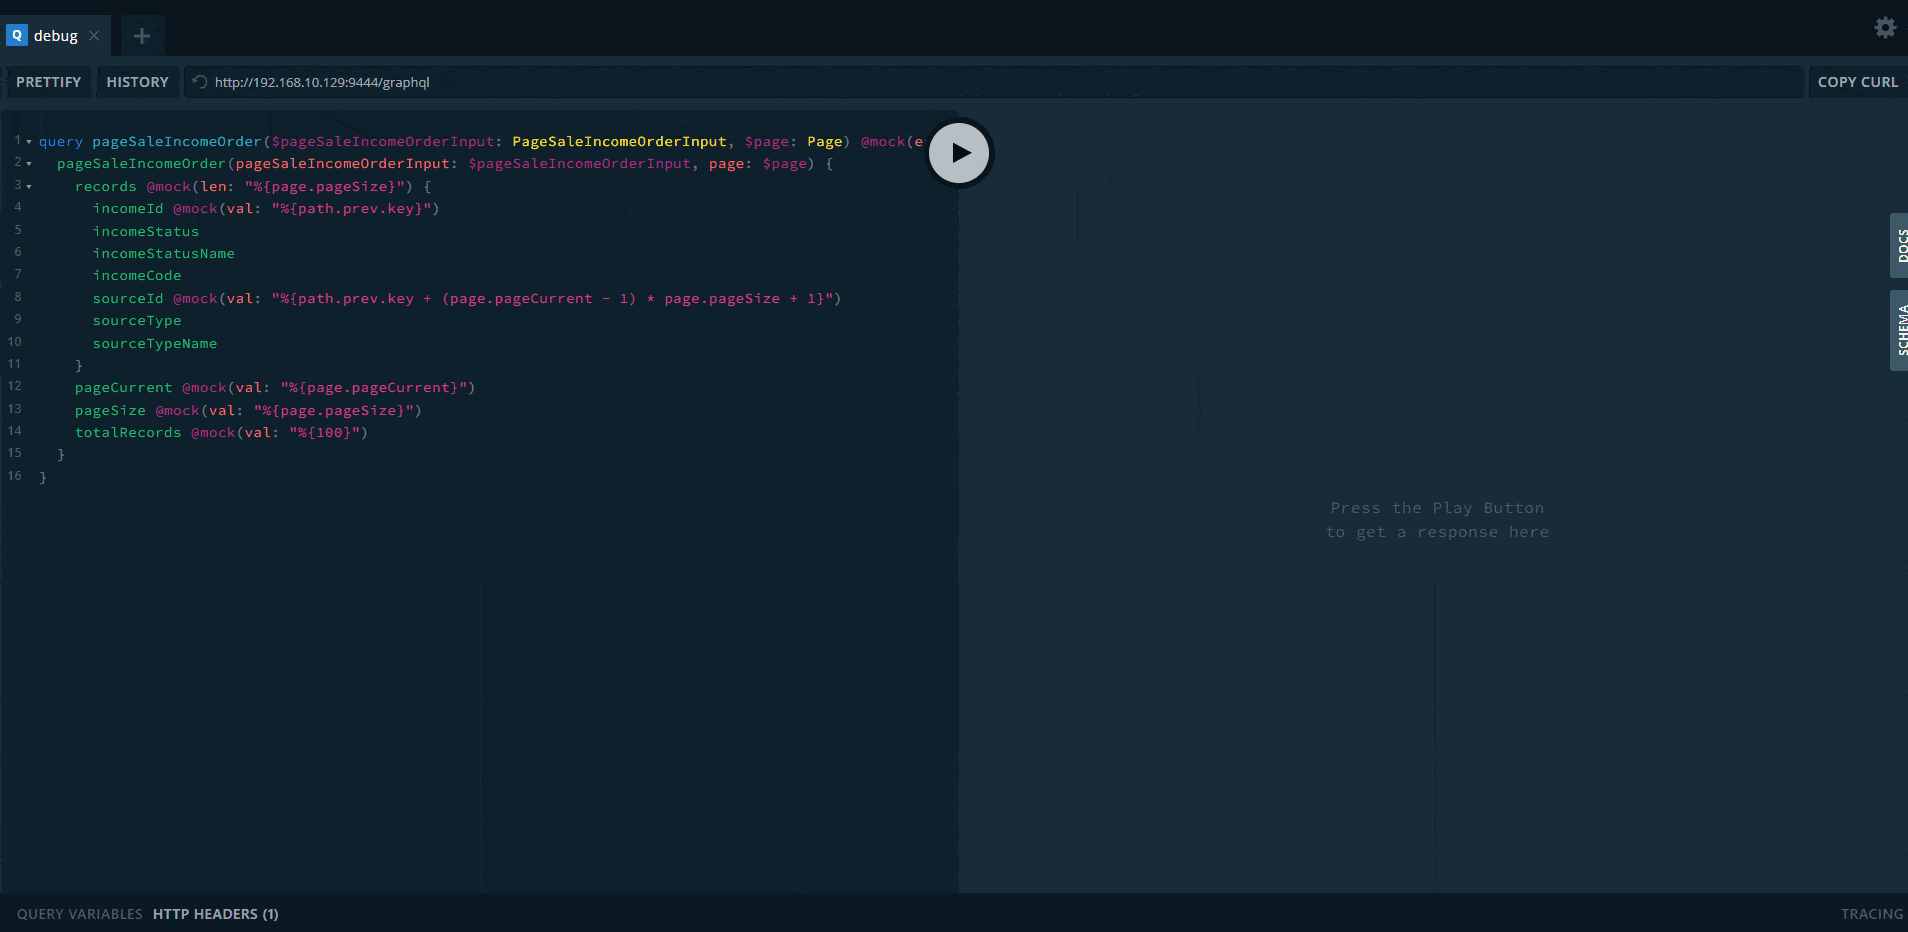 Q debug
PRETTIFY HISTORY http://192.168.10.129:9444/graphql COPY CURL
1 query pageSaleIncomeOrder($pageSaleIncomeOrderInput: PageSaleIncomeOrderInput, $page: Page) @mock(e
2 pageSaleIncomeOrder(pageSaleIncomeOrderInput: $pageSaleIncomeOrderInput, page: $page) {
3 records @mock(len: "%{page.pageSize}") {
4 incomeId @mock(val: "%{path.prev.key}")
5 incomeStatus
6 incomeStatusName
7 incomeCode
8 sourceId @mock(val: "%{path.prev.key + (page.pageCurrent - 1) * page.pageSize + 1}")
9 sourceType
10 sourceTypeName
11 }
12 pageCurrent @mock(val: "%{page.pageCurrent}")
13 pageSize @mock(val: "%{page.pageSize}")
14 totalRecords @mock(val: "%{100}")
15 }
16 }
DOCS
SCHEMA
Press the Play Button
to get a response here
QUERY VARIABLES HTTP HEADERS (1) TRACING